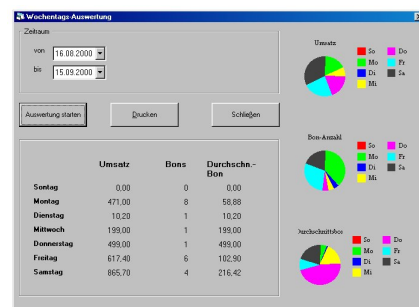 Wochentags-Auswertung
Zeitraum
von 16.08.2000
bis 15.09.2000
Auswertung starten Drucken Schließen
Umsatz Bons Durchschn.-
Bon
Sontag 0,00 0 0,00
Montag 471,00 8 58,88
Dienstag 10,20 1 10,20
Mittwoch 199,00 1 199,00
Donnerstag 499,00 1 499,00
Freitag 617,40 6 102,90
Samstag 865,70 4 216,42
Umsatz
So Do
Mo Fr
Di Sa
Mi
Bon-Anzahl
So Do
Mo Fr
Di Sa
Mi
Durchschnittsbon
So Do
Mo Fr
Di Sa
Mi